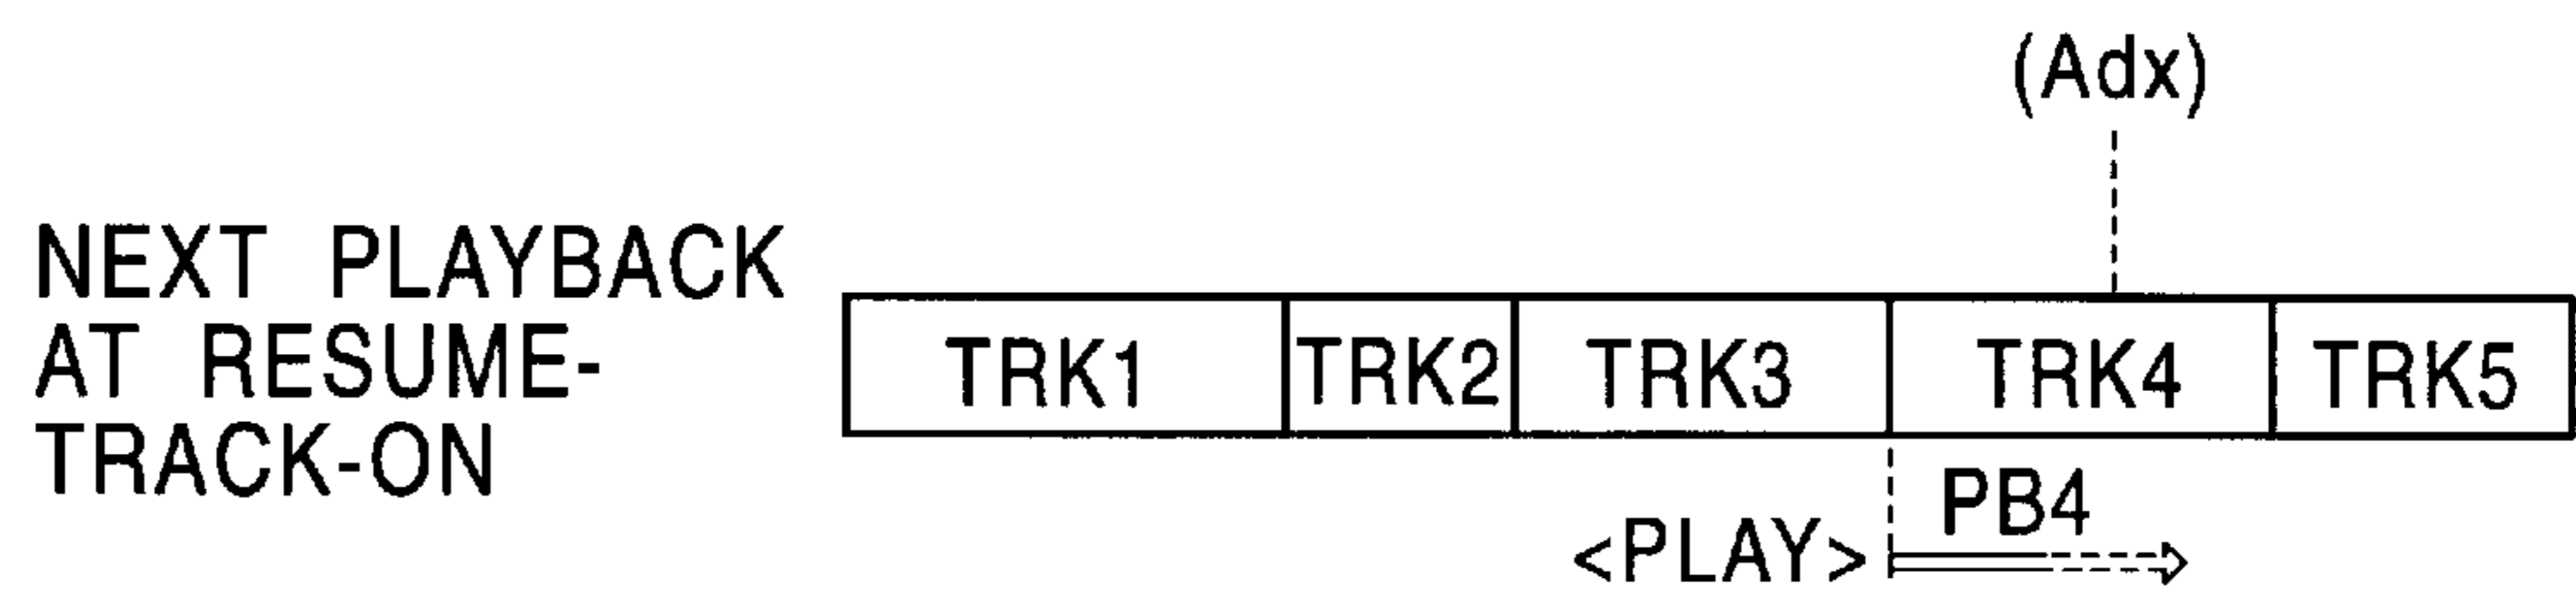 (Adx)
NEXT PLAYBACK
AT RESUME-
TRACK-ON
TRK1 TRK2 TRK3 TRK4 TRK5
PB4
<PLAY>